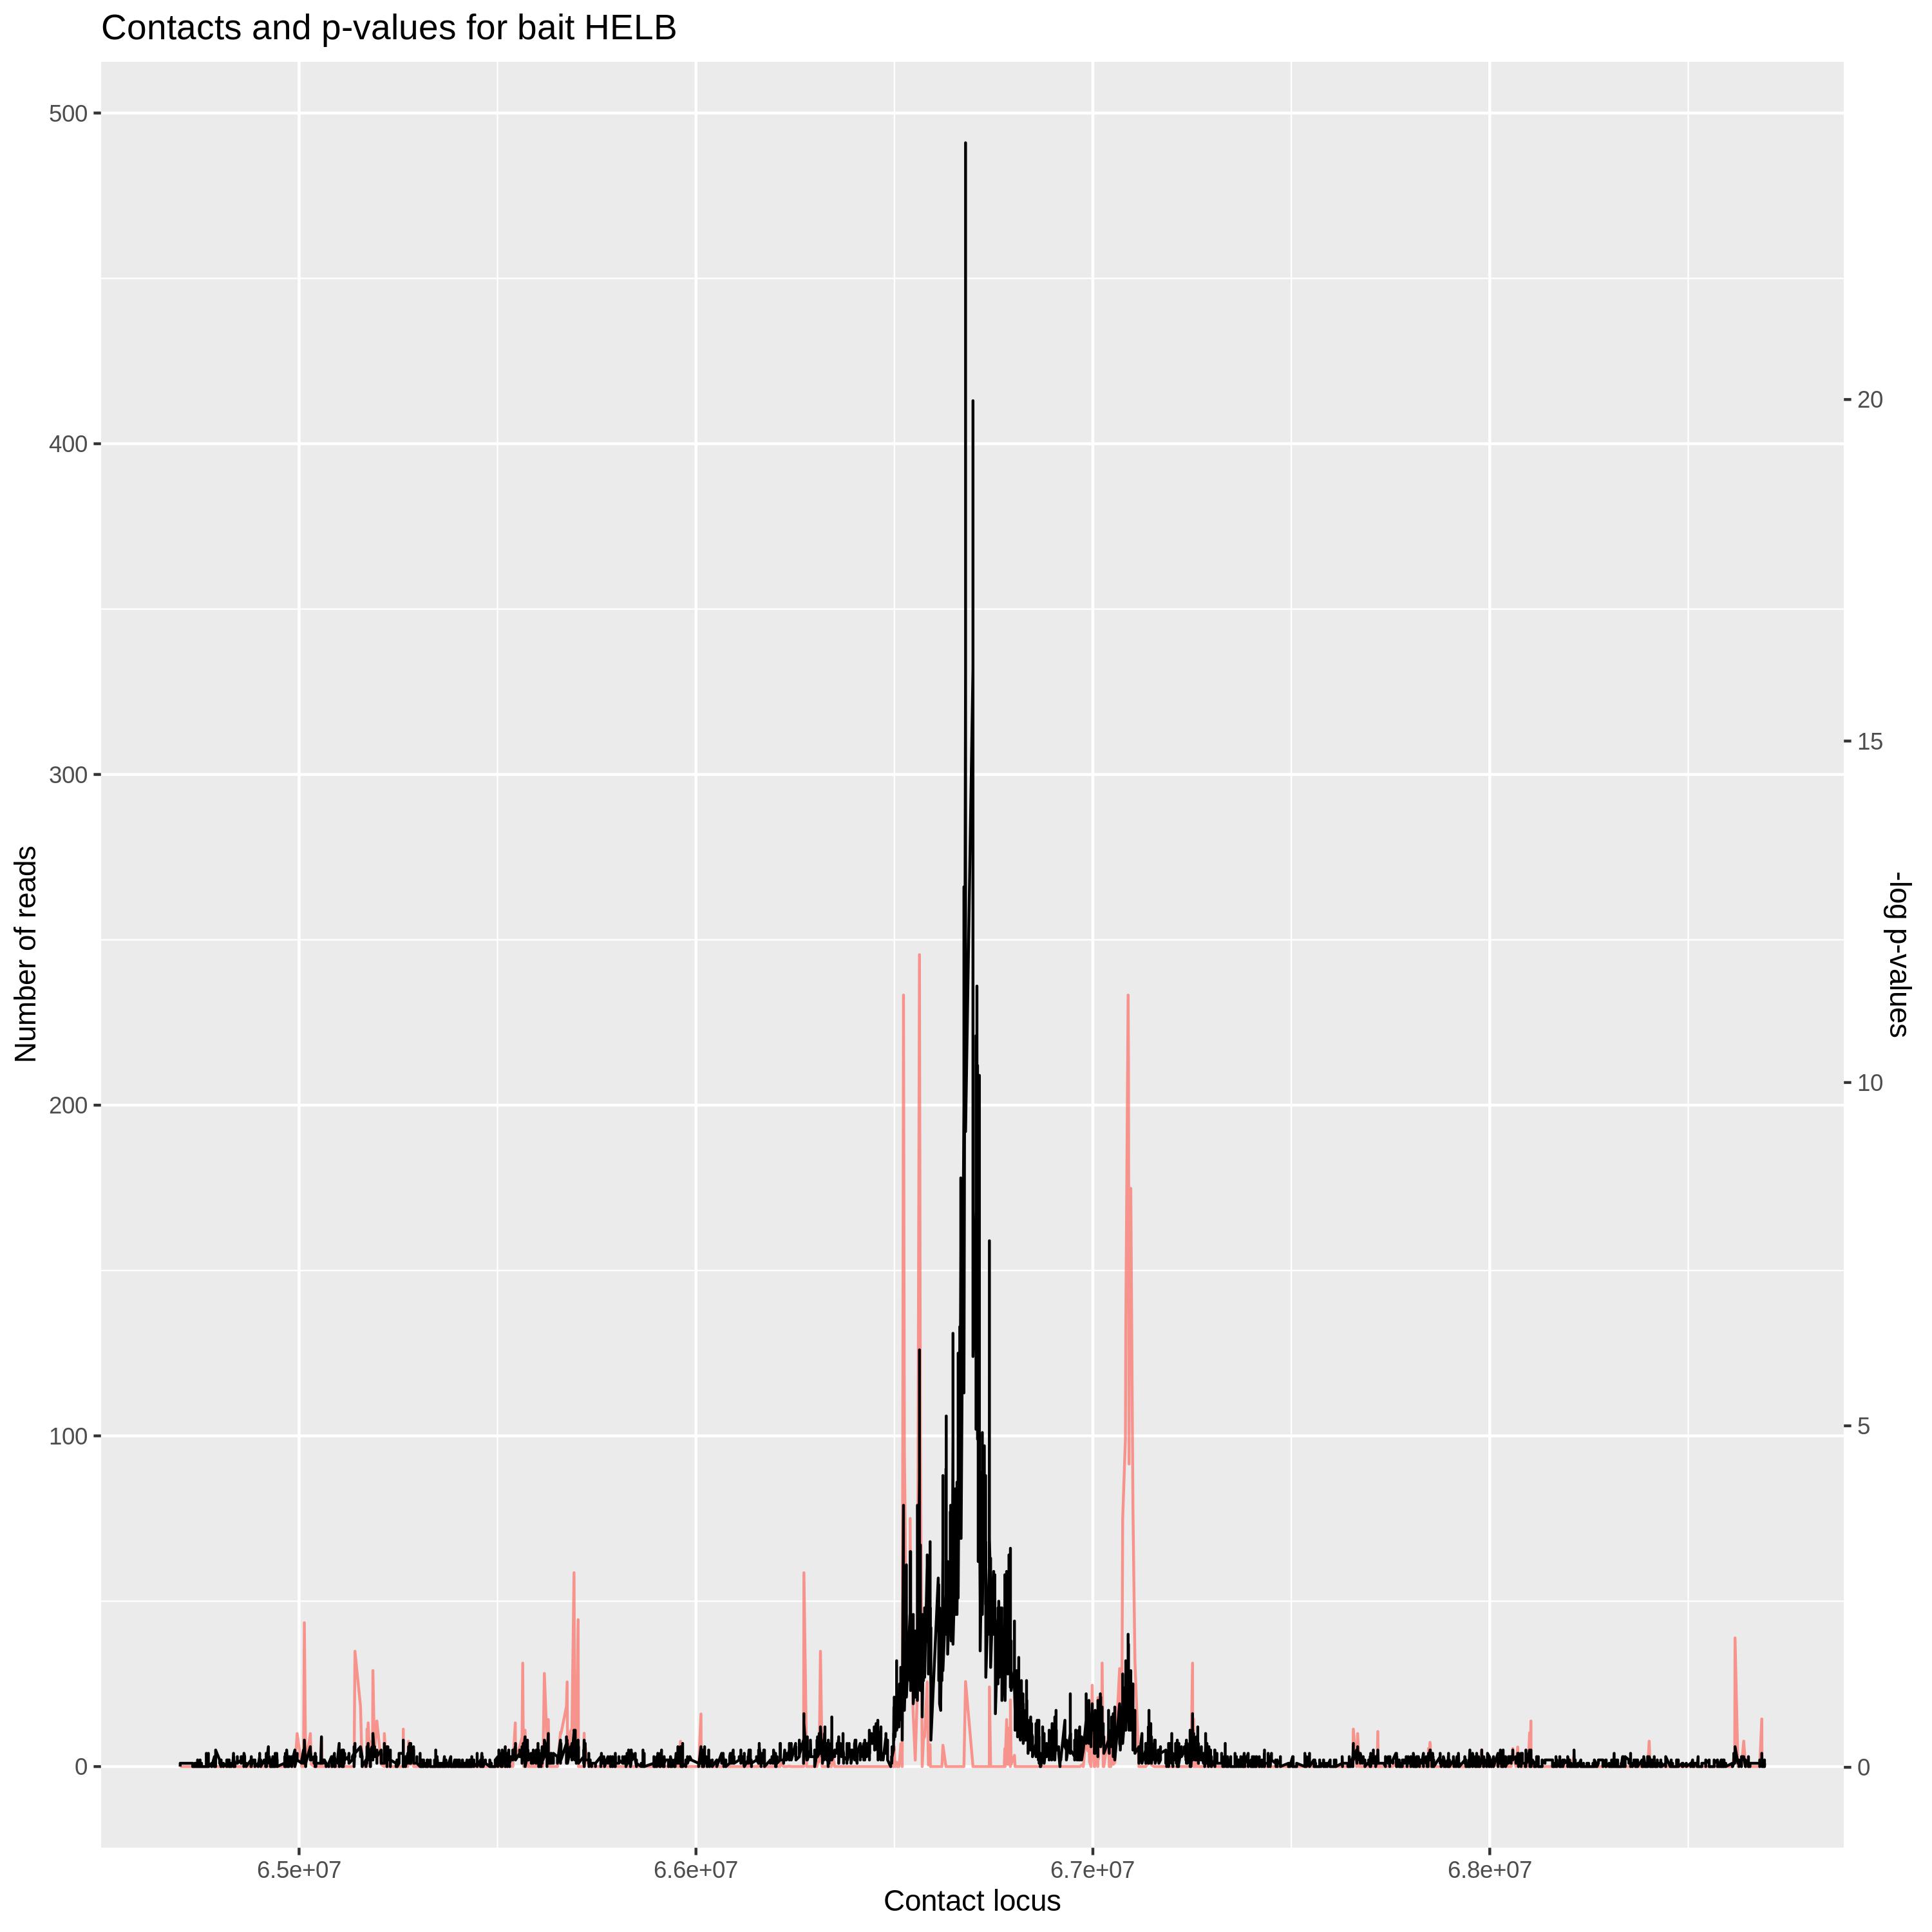 Contacts and p-values for bait HELB
500
400
300
200
100
0
Number of reads
20
15
10
5
0
-log p-values
6.5e+07
6.6e+07
6.7e+07
6.8e+07
Contact locus